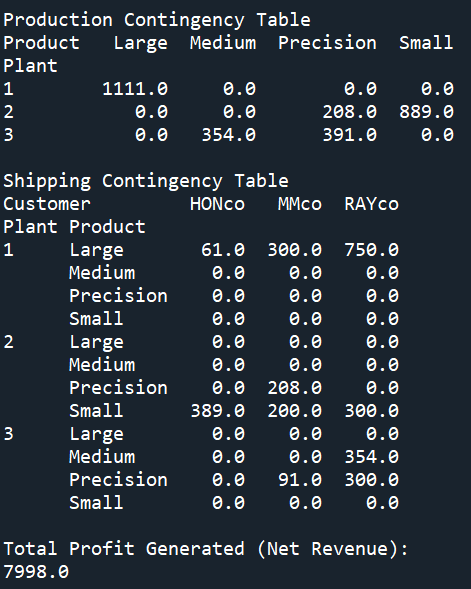 Production Contingency Table
Product   Large  Medium  Precision  Small
Plant
1        1111.0     0.0        0.0    0.0
2           0.0     0.0      208.0  889.0
3           0.0   354.0      391.0    0.0
Shipping Contingency Table
Customer         HONco   MMco  RAYco
Plant Product
1     Large       61.0  300.0  750.0
      Medium       0.0    0.0    0.0
      Precision    0.0    0.0    0.0
      Small        0.0    0.0    0.0
2     Large        0.0    0.0    0.0
      Medium       0.0    0.0    0.0
      Precision    0.0  208.0    0.0
      Small      389.0  200.0  300.0
3     Large        0.0    0.0    0.0
      Medium       0.0    0.0  354.0
      Precision    0.0   91.0  300.0
      Small        0.0    0.0    0.0
Total Profit Generated (Net Revenue):
7998.0